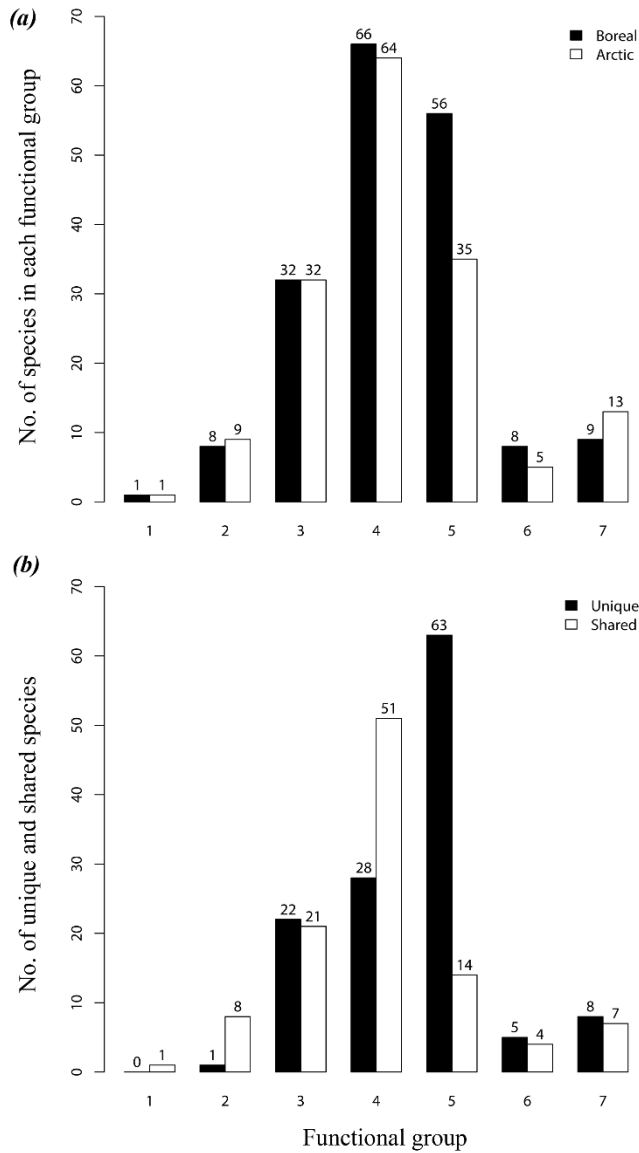 (a)
No. of species in each functional group
70
60
50
40
30
20
10
0
Boreal
Arctic
1 1
8 9
32 32
66 64
56 35
8 5
9 13
1 2 3 4 5 6 7
(b)
No. of unique and shared species
70
60
50
40
30
20
10
0
Unique
Shared
0 1
1 8
22 21
28 51
63 14
5 4
8 7
1 2 3 4 5 6 7
Functional group